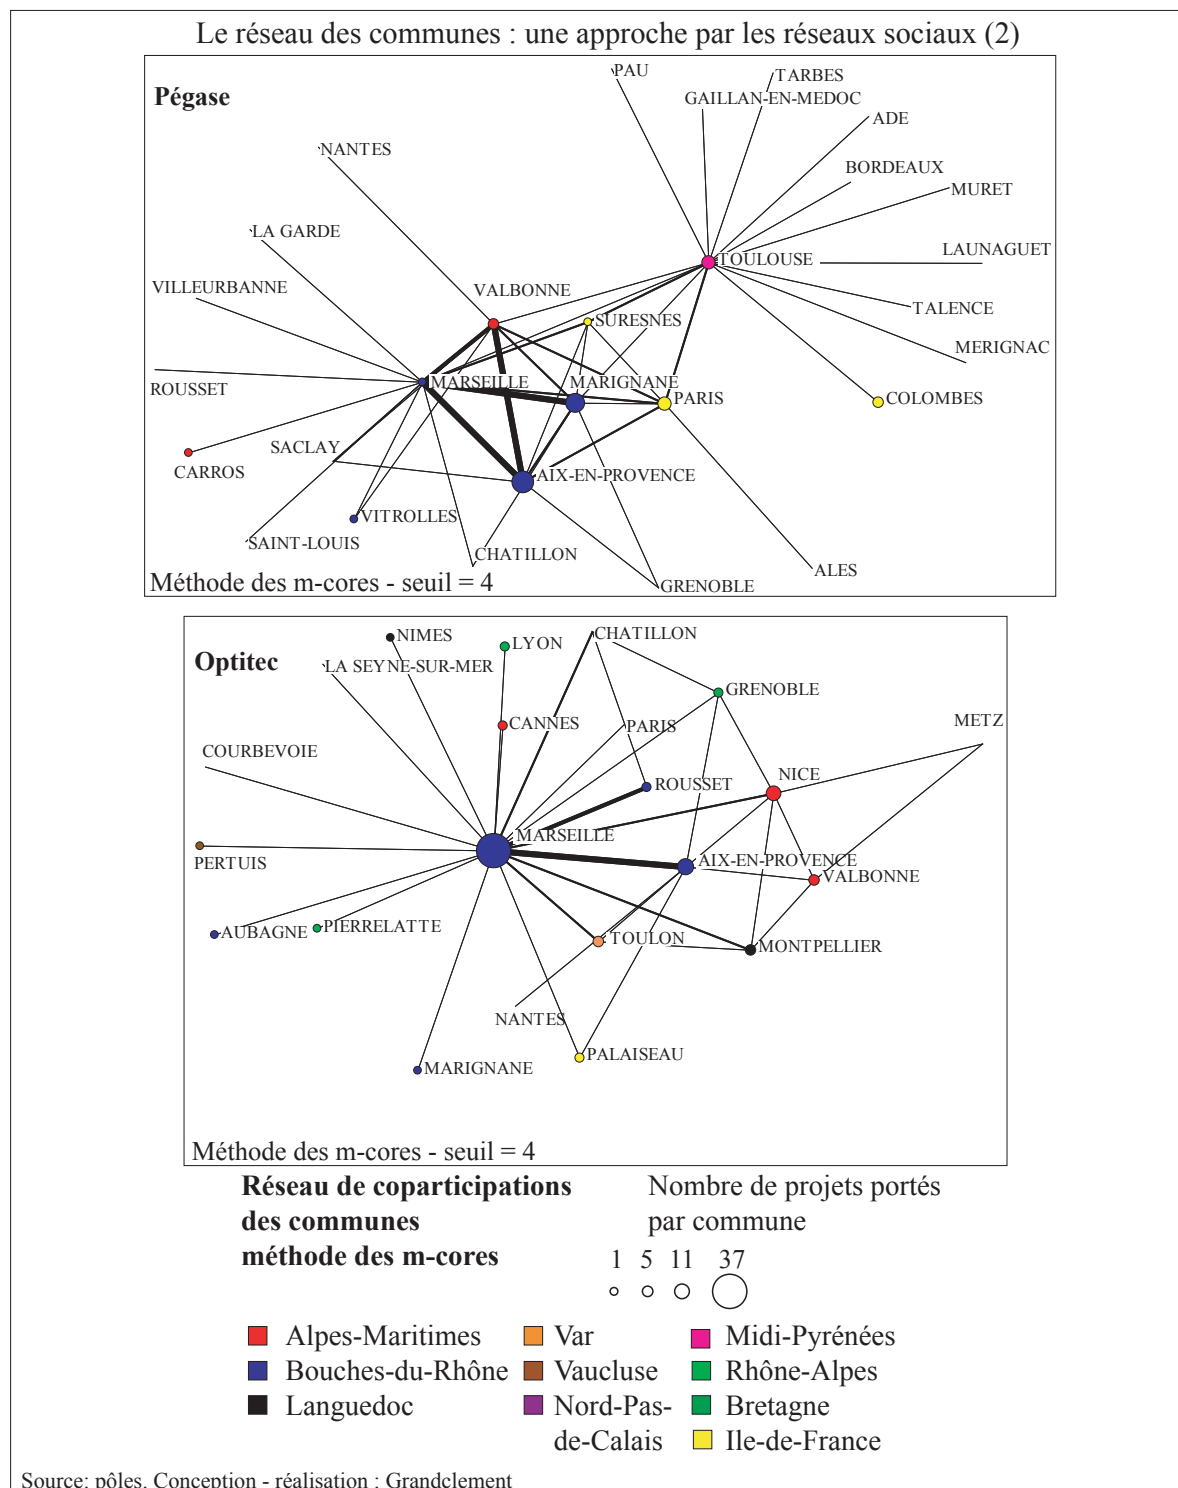 Le réseau des communes : une approche par les réseaux sociaux (2)
Pégase
PAU
TARBES
GAILLAN-EN-MEDOC
ADE
NANTES
BORDEAUX
MURET
LA GARDE
LAUNAGUET
TOULOUSE
VILLEURBANNE
VALBONNE
TALENCE
SURESNES
MERIGNAC
ROUSSET
MARSEILLE
MARIGNANE
PARIS
COLOMBES
SACLAY
CARROS
AIX-EN-PROVENCE
VITROLLES
SAINT-LOUIS
CHATILLON
ALES
GRENOBLE
Méthode des m-cores - seuil = 4
Optitec
NIMES
LYON
CHATILLON
LA SEYNE-SUR-MER
GRENOBLE
CANNES
PARIS
METZ
COURBEVOIE
NICE
ROUSSET
MARSEILLE
PERTUIS
AIX-EN-PROVENCE
VALBONNE
AUBAGNE
PIERRELATTE
TOULON
MONTPELLIER
NANTES
PALAISEAU
MARIGNANE
Méthode des m-cores - seuil = 4
Réseau de coparticipations
des communes
méthode des m-cores
Nombre de projets portés
par commune
1 5 11 37
Alpes-Maritimes
Bouches-du-Rhône
Languedoc
Var
Vaucluse
Nord-Pas-
de-Calais
Midi-Pyrénées
Rhône-Alpes
Bretagne
Ile-de-France
Source: pôles. Conception - réalisation : Grandclement